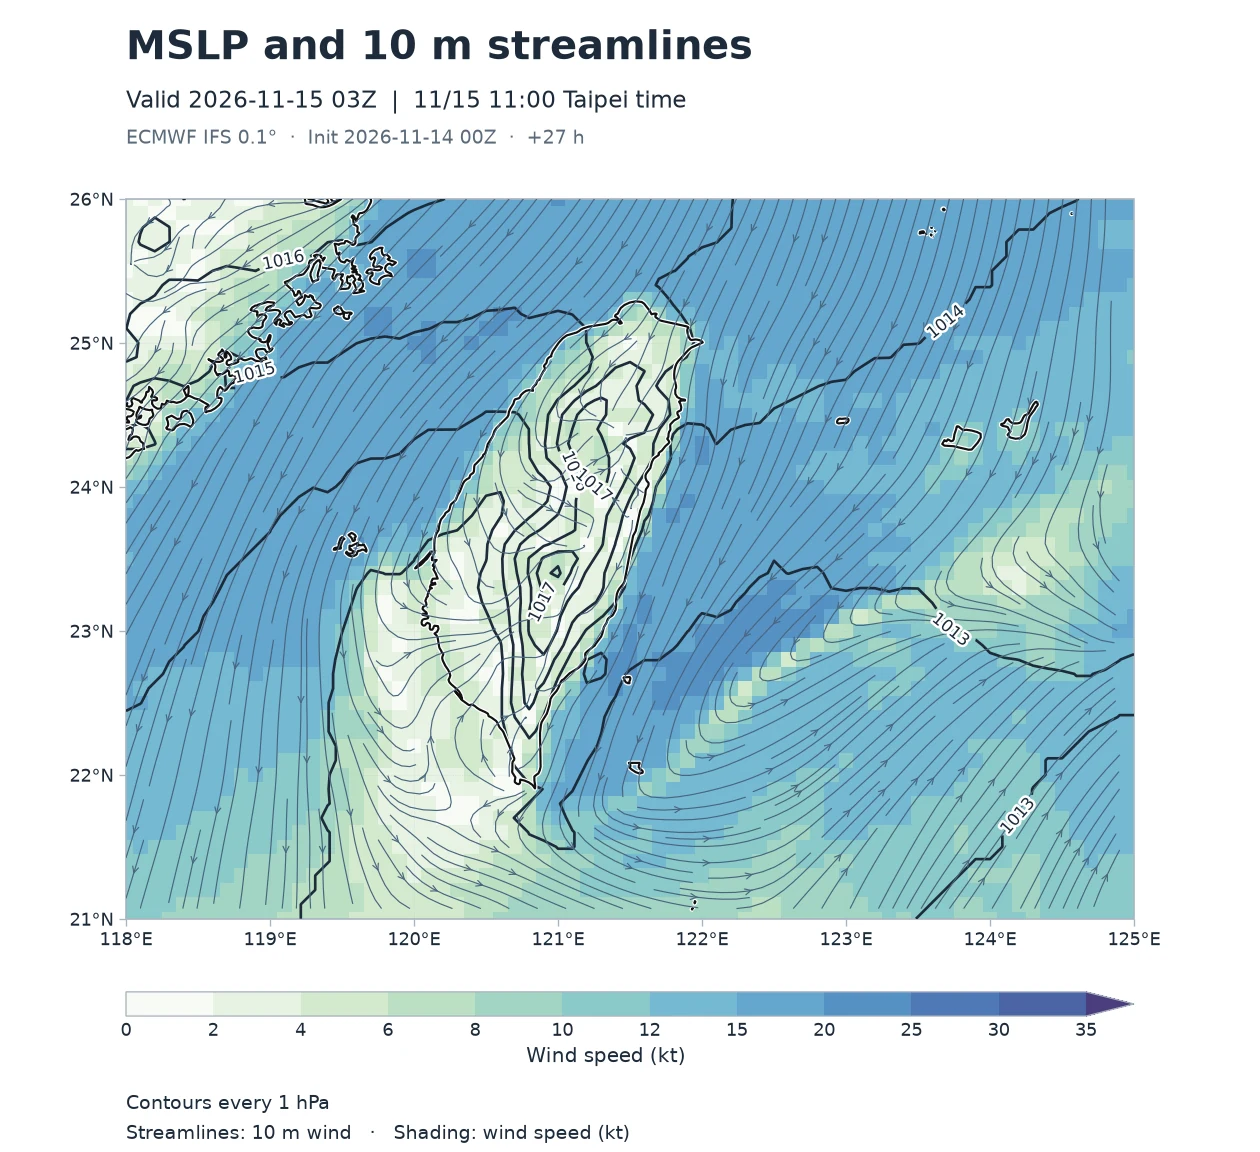 MSLP and 10 m streamlines
Valid 2026-11-15 03Z | 11/15 11:00 Taipei time
ECMWF IFS 0.1° · Init 2026-11-14 00Z · +27 h
26°N
25°N
24°N
23°N
22°N
21°N
1016
1015
1014
1017
1017
1013
1013
118°E 119°E 120°E 121°E 122°E 123°E 124°E 125°E
0 2 4 6 8 10 12 15 20 25 30 35
Wind speed (kt)
Contours every 1 hPa
Streamlines: 10 m wind · Shading: wind speed (kt)